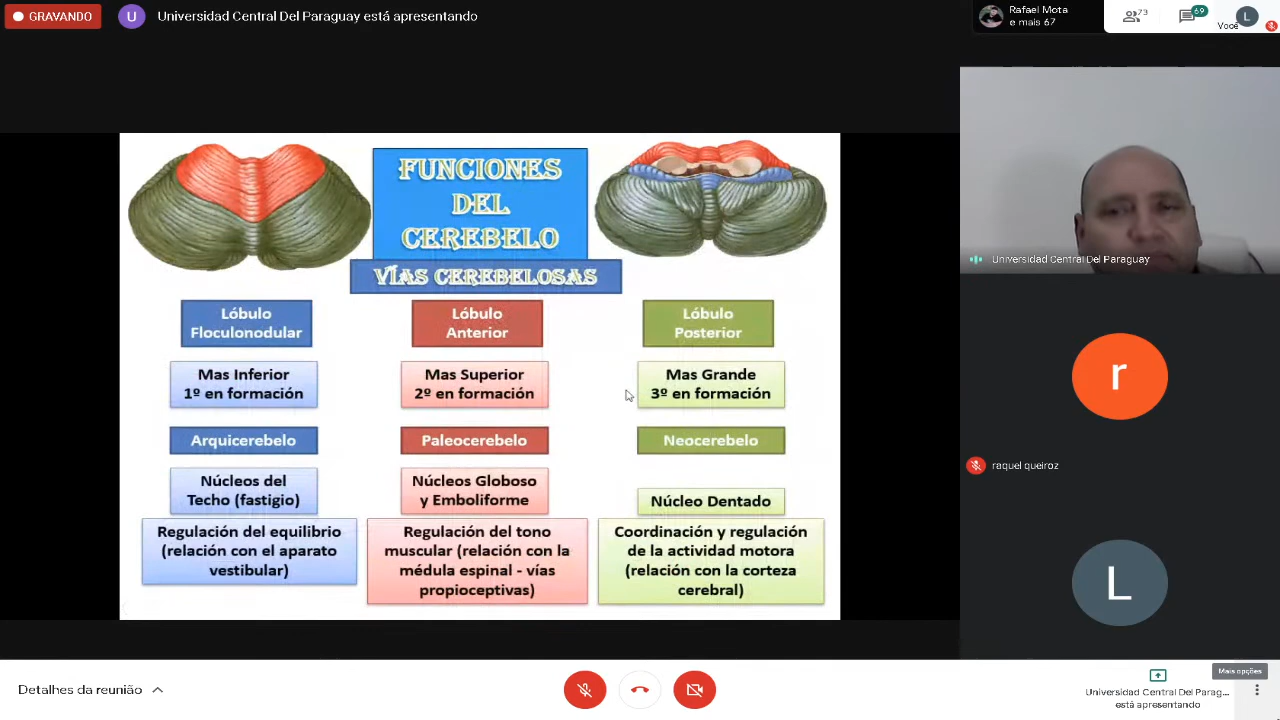 GRAVANDO
U
Universidad Central Del Paraguay está apresentando
Rafael Mota
e mais 67
73
69
L
Você
FUNCIONES
DEL
CEREBELO
VÍAS CEREBELOSAS
Lóbulo
Floculonodular
Lóbulo
Anterior
Lóbulo
Posterior
Mas Inferior
1º en formación
Mas Superior
2º en formación
Mas Grande
3º en formación
Arquicerebelo
Paleocerebelo
Neocerebelo
Núcleos del
Techo (fastigio)
Núcleos Globoso
y Emboliforme
Núcleo Dentado
Regulación del equilibrio
(relación con el aparato
vestibular)
Regulación del tono
muscular (relación con la
médula espinal - vías
propioceptivas)
Coordinación y regulación
de la actividad motora
(relación con la corteza
cerebral)
Universidad Central Del Paraguay
r
raquel queiroz
L
Detalhes da reunião
Mais opções
Universidad Central Del Parag...
está apresentando